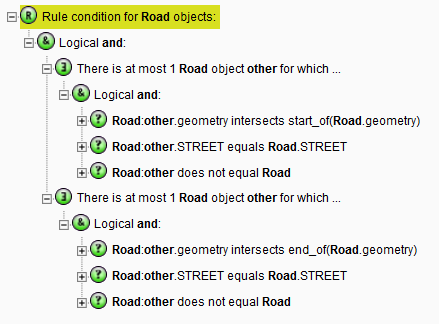 R Rule condition for Road objects:
& Logical and:
∃ There is at most 1 Road object other for which ...
& Logical and:
? Road:other.geometry intersects start_of(Road.geometry)
? Road:other.STREET equals Road.STREET
? Road:other does not equal Road
∃ There is at most 1 Road object other for which ...
& Logical and:
? Road:other.geometry intersects end_of(Road.geometry)
? Road:other.STREET equals Road.STREET
? Road:other does not equal Road